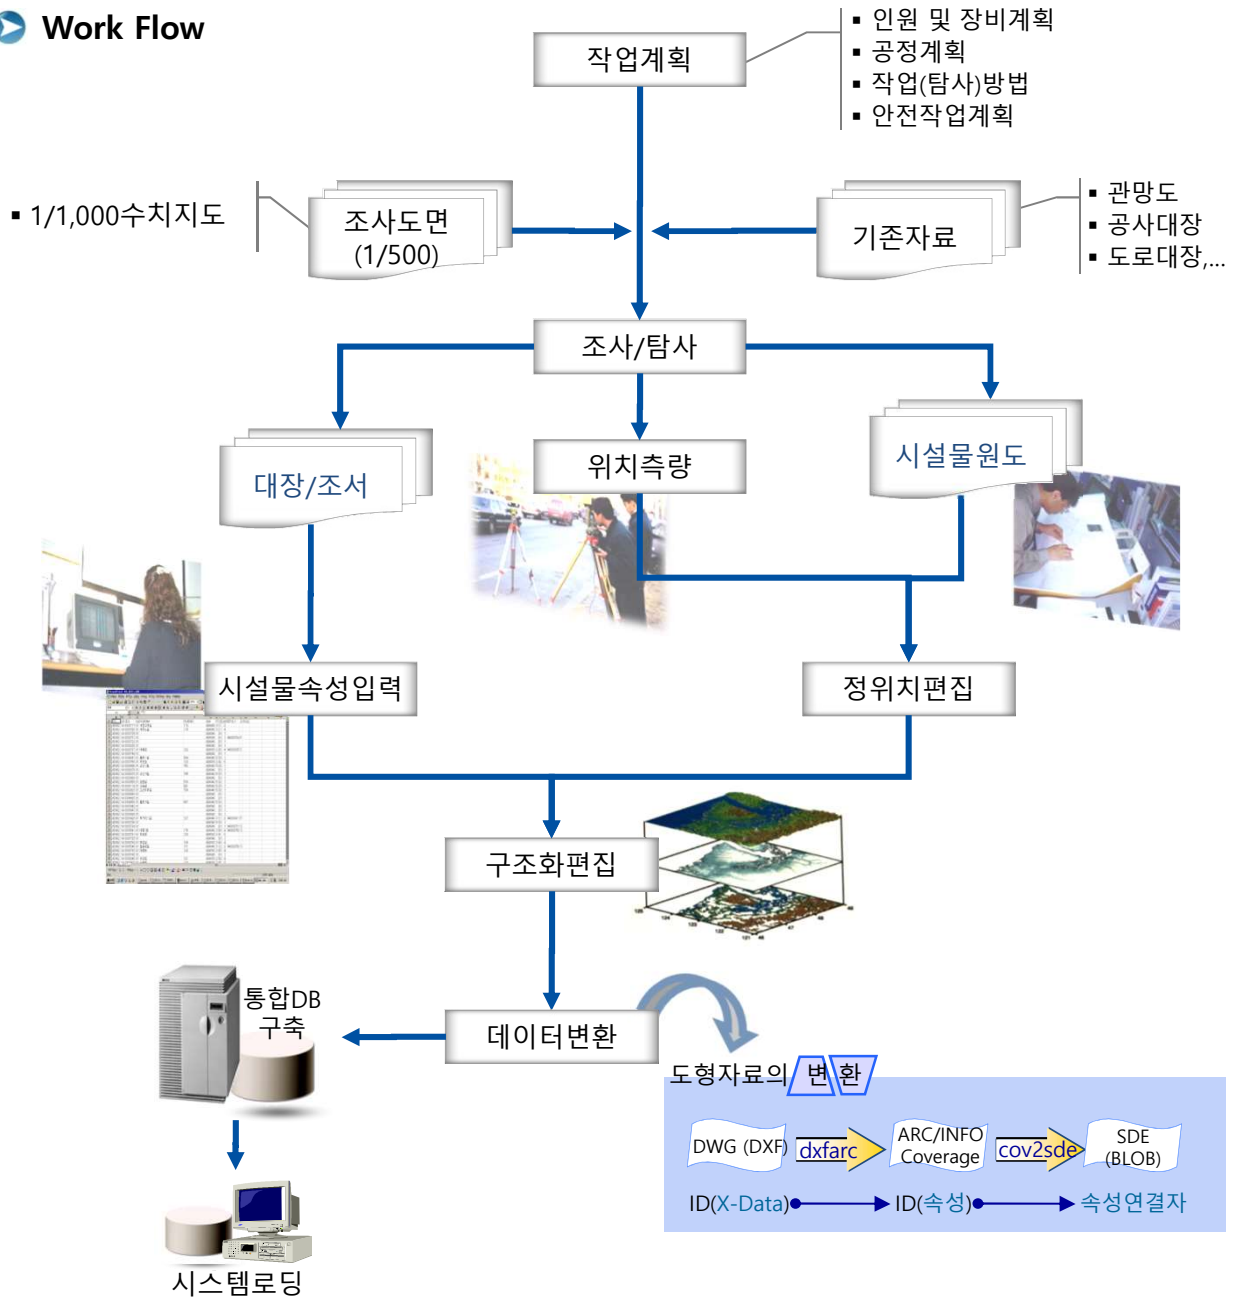 Work Flow
작업계획
▪ 인원 및 장비계획
▪ 공정계획
▪ 작업(탐사)방법
▪ 안전작업계획
▪ 1/1,000수치지도
조사도면
(1/500)
기존자료
▪ 관망도
▪ 공사대장
▪ 도로대장,...
조사/탐사
대장/조서
위치측량
시설물원도
시설물속성입력
정위치편집
구조화편집
통합DB
구축
데이터변환
도형자료의 변환
DWG (DXF)
dxfarc
ARC/INFO
Coverage
cov2sde
SDE
(BLOB)
ID(X-Data)
ID(속성)
속성연결자
시스템로딩